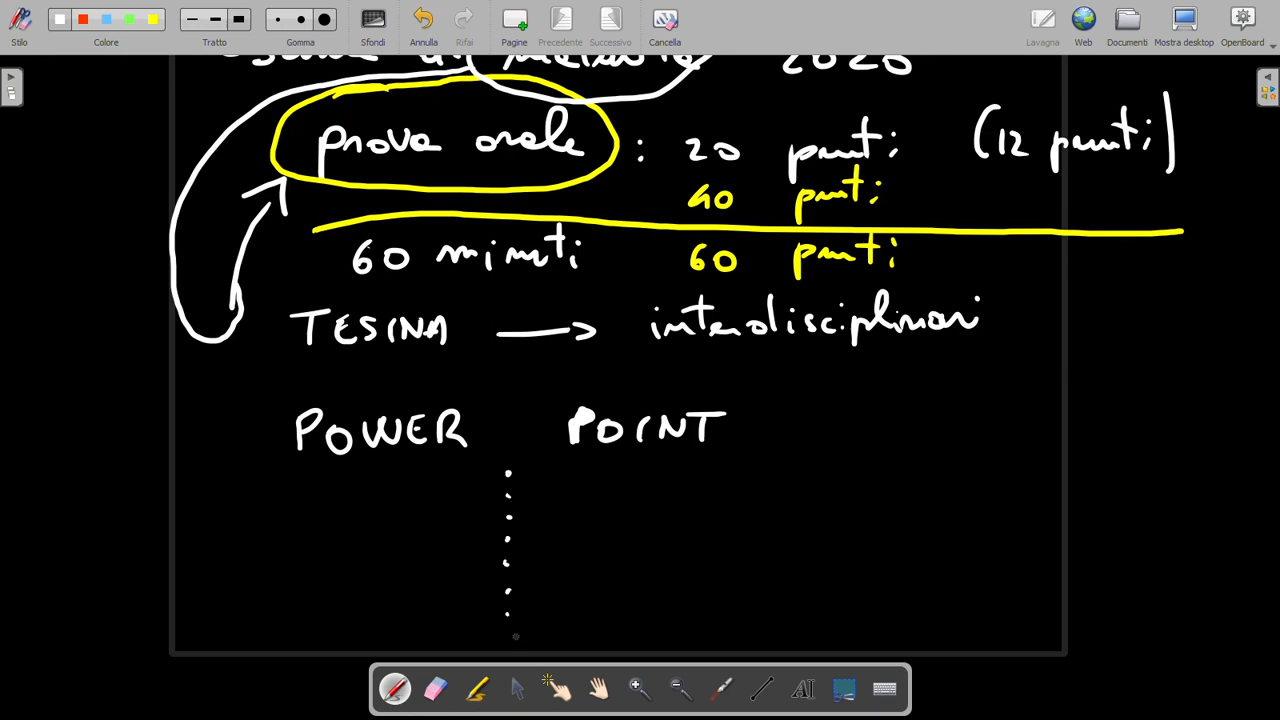 Stilo Colore Tratto Gomma Sfondi Annulla Rifai Pagine Precedente Successivo Cancella Lavagna Web Documenti Mostra desktop OpenBoard
2020
prova orale : 20 punti (12 punti)
40 punti
60 minuti 60 punti
TESINA → interdisciplinari
POWER POINT